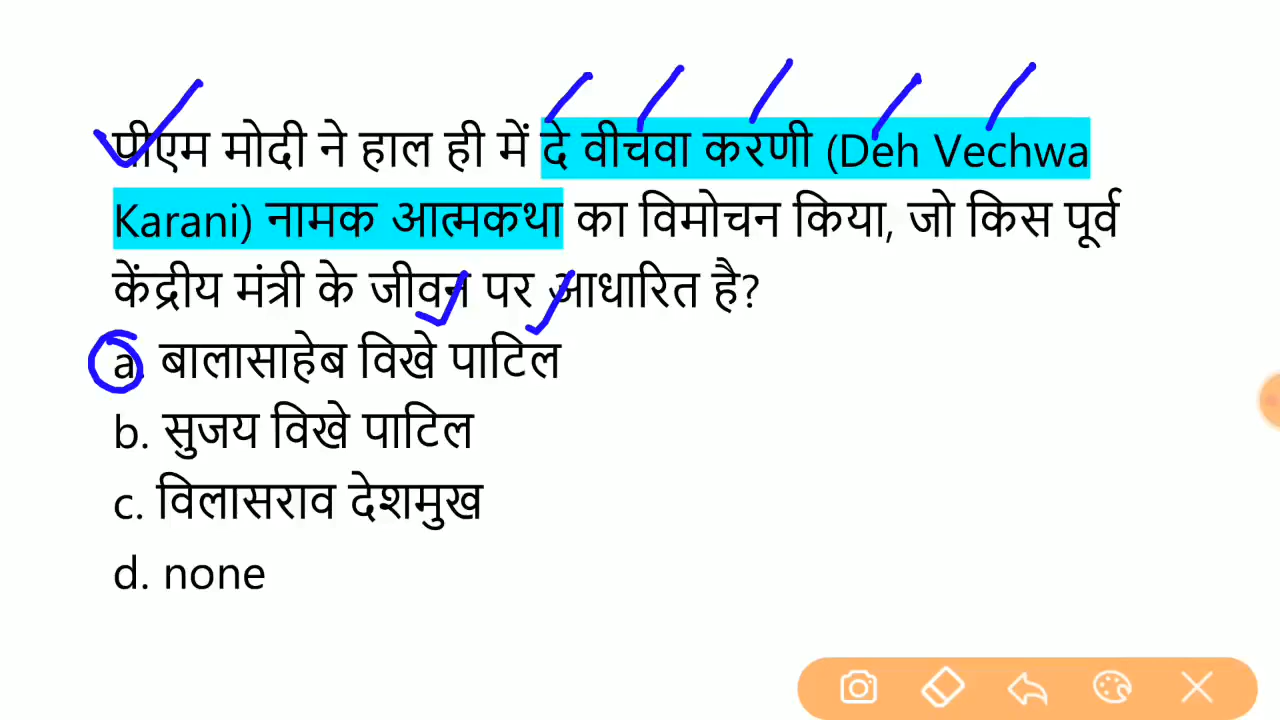 पीएम मोदी ने हाल ही में दे वीचवा करणी (Deh Vechwa
Karani) नामक आत्मकथा का विमोचन किया, जो किस पूर्व
केंद्रीय मंत्री के जीवन पर आधारित है?
a. बालासाहेब विखे पाटिल
b. सुजय विखे पाटिल
c. विलासराव देशमुख
d. none